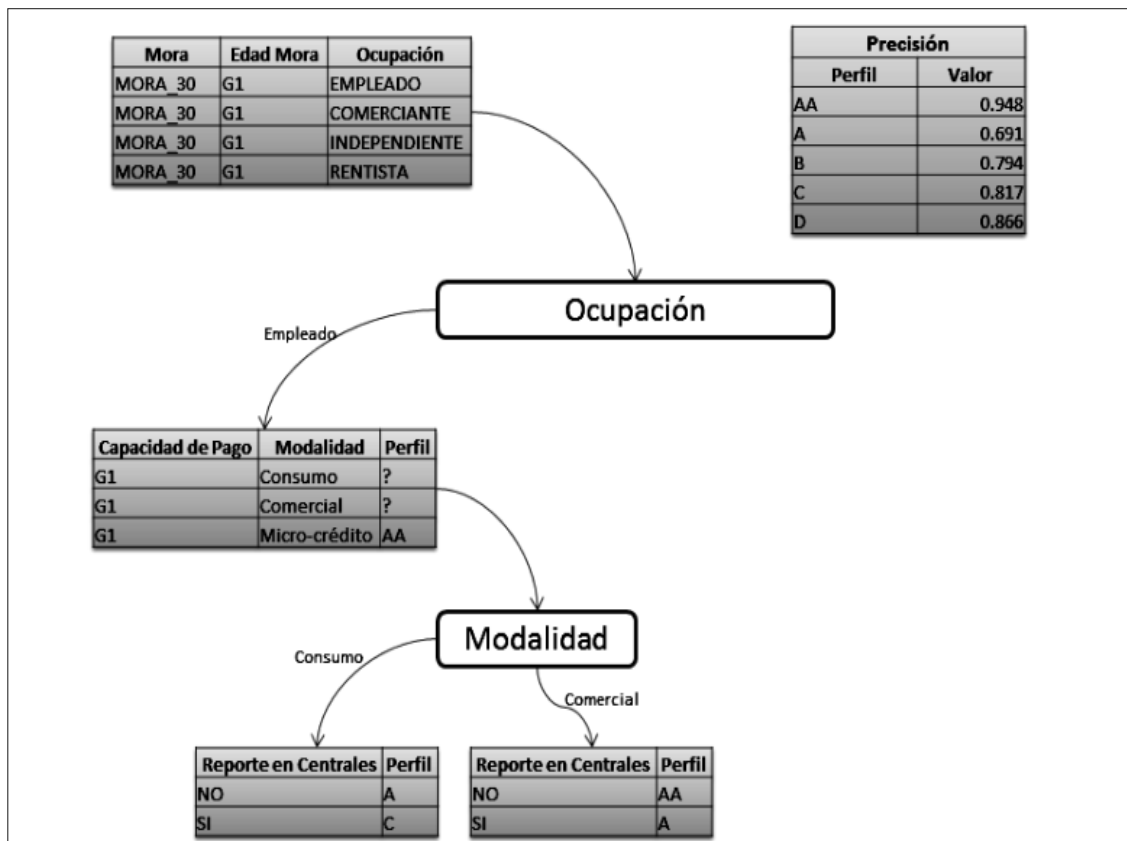 Mora Edad Mora Ocupación
MORA_30 G1 EMPLEADO
MORA_30 G1 COMERCIANTE
MORA_30 G1 INDEPENDIENTE
MORA_30 G1 RENTISTA
Precisión
Perfil Valor
AA 0.948
A 0.691
B 0.794
C 0.817
D 0.866
Ocupación
Empleado
Capacidad de Pago Modalidad Perfil
G1 Consumo ?
G1 Comercial ?
G1 Micro-crédito AA
Modalidad
Consumo
Comercial
Reporte en Centrales Perfil
NO A
SI C
Reporte en Centrales Perfil
NO AA
SI A